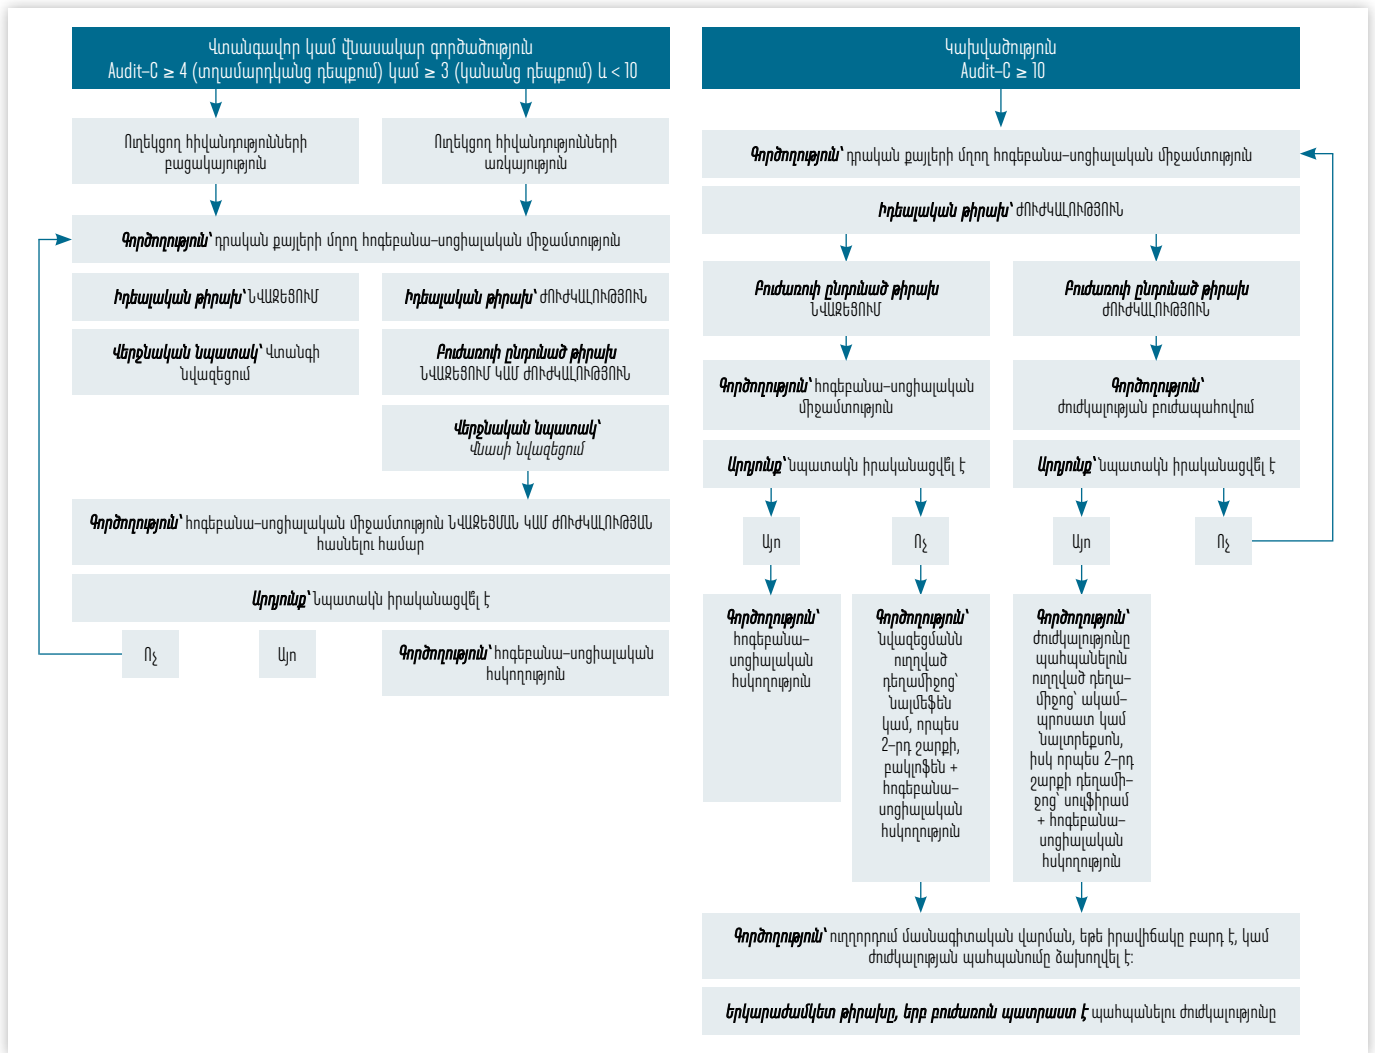 Վտանգավոր կամ վնասակար գործածություն
Audit–C ≥ 4 (տղամարդկանց դեպքում) կամ ≥ 3 (կանանց դեպքում) և < 10
Ուղեկցող հիվանդությունների
բացակայություն
Ուղեկցող հիվանդությունների
առկայություն
Գործողություն՝ դրական քայլերի մղող հոգեբանա–սոցիալական միջամտություն
Իդեալական թիրախ՝ ՆՎԱԶԵՑՈՒՄ
Իդեալական թիրախ՝ ԺՈՒԺԿԱԼՈՒԹՅՈՒՆ
Վերջնական նպատակ՝ Վտանգի
նվազեցում
Բուժառուի ընդունած թիրախ
ՆՎԱԶԵՑՈՒՄ ԿԱՄ ԺՈՒԺԿԱԼՈՒԹՅՈՒՆ
Վերջնական նպատակ՝
Վնասի նվազեցում
Գործողություն՝ հոգեբանա–սոցիալական միջամտություն ՆՎԱԶԵՑՄԱՆ ԿԱՄ ԺՈՒԺԿԱԼՈՒԹՅԱՆ
հասնելու համար
Արդյունք՝ Նպատակն իրականացվե՞լ է
Ոչ
Այո
Գործողություն՝ հոգեբանա–սոցիալական
հսկողություն
Կախվածություն
Audit–C ≥ 10
Գործողություն՝ դրական քայլերի մղող հոգեբանա–սոցիալական միջամտություն
Իդեալական թիրախ՝ ԺՈՒԺԿԱԼՈՒԹՅՈՒՆ
Բուժառուի ընդունած թիրախ
ՆՎԱԶԵՑՈՒՄ
Բուժառուի ընդունած թիրախ
ԺՈՒԺԿԱԼՈՒԹՅՈՒՆ
Գործողություն՝ հոգեբանա–սոցիալական
միջամտություն
Գործողություն՝
ժուժկալության բուժապահովում
Արդյունք՝ նպատակն իրականացվե՞լ է
Արդյունք՝ նպատակն իրականացվե՞լ է
Այո
Ոչ
Այո
Ոչ
Գործողություն՝
հոգեբանա–
սոցիալական
հսկողություն
Գործողություն՝
նվազեցմանն
ուղղված
դեղամիջոց՝
նալմեֆեն
կամ, որպես
2–րդ շարքի,
բակլոֆեն +
հոգեբանա–
սոցիալական
հսկողություն
Գործողություն՝
ժուժկալությունը
պահպանելուն
ուղղված դեղա–
միջոց՝ ակամ–
պրոսատ կամ
նալտրեքսոն,
իսկ որպես 2–րդ
շարքի դեղամի–
ջոց՝ սուլֆիրամ
+ հոգեբանա–
սոցիալական
հսկողություն
Գործողություն՝ ուղղորդում մասնագիտական վարման, եթե իրավիճակը բարդ է, կամ
ժուժկալության պահպանումը ձախողվել է:
Երկարաժամկետ թիրախը, երբ բուժառուն պատրաստ է պահպանելու ժուժկալությունը